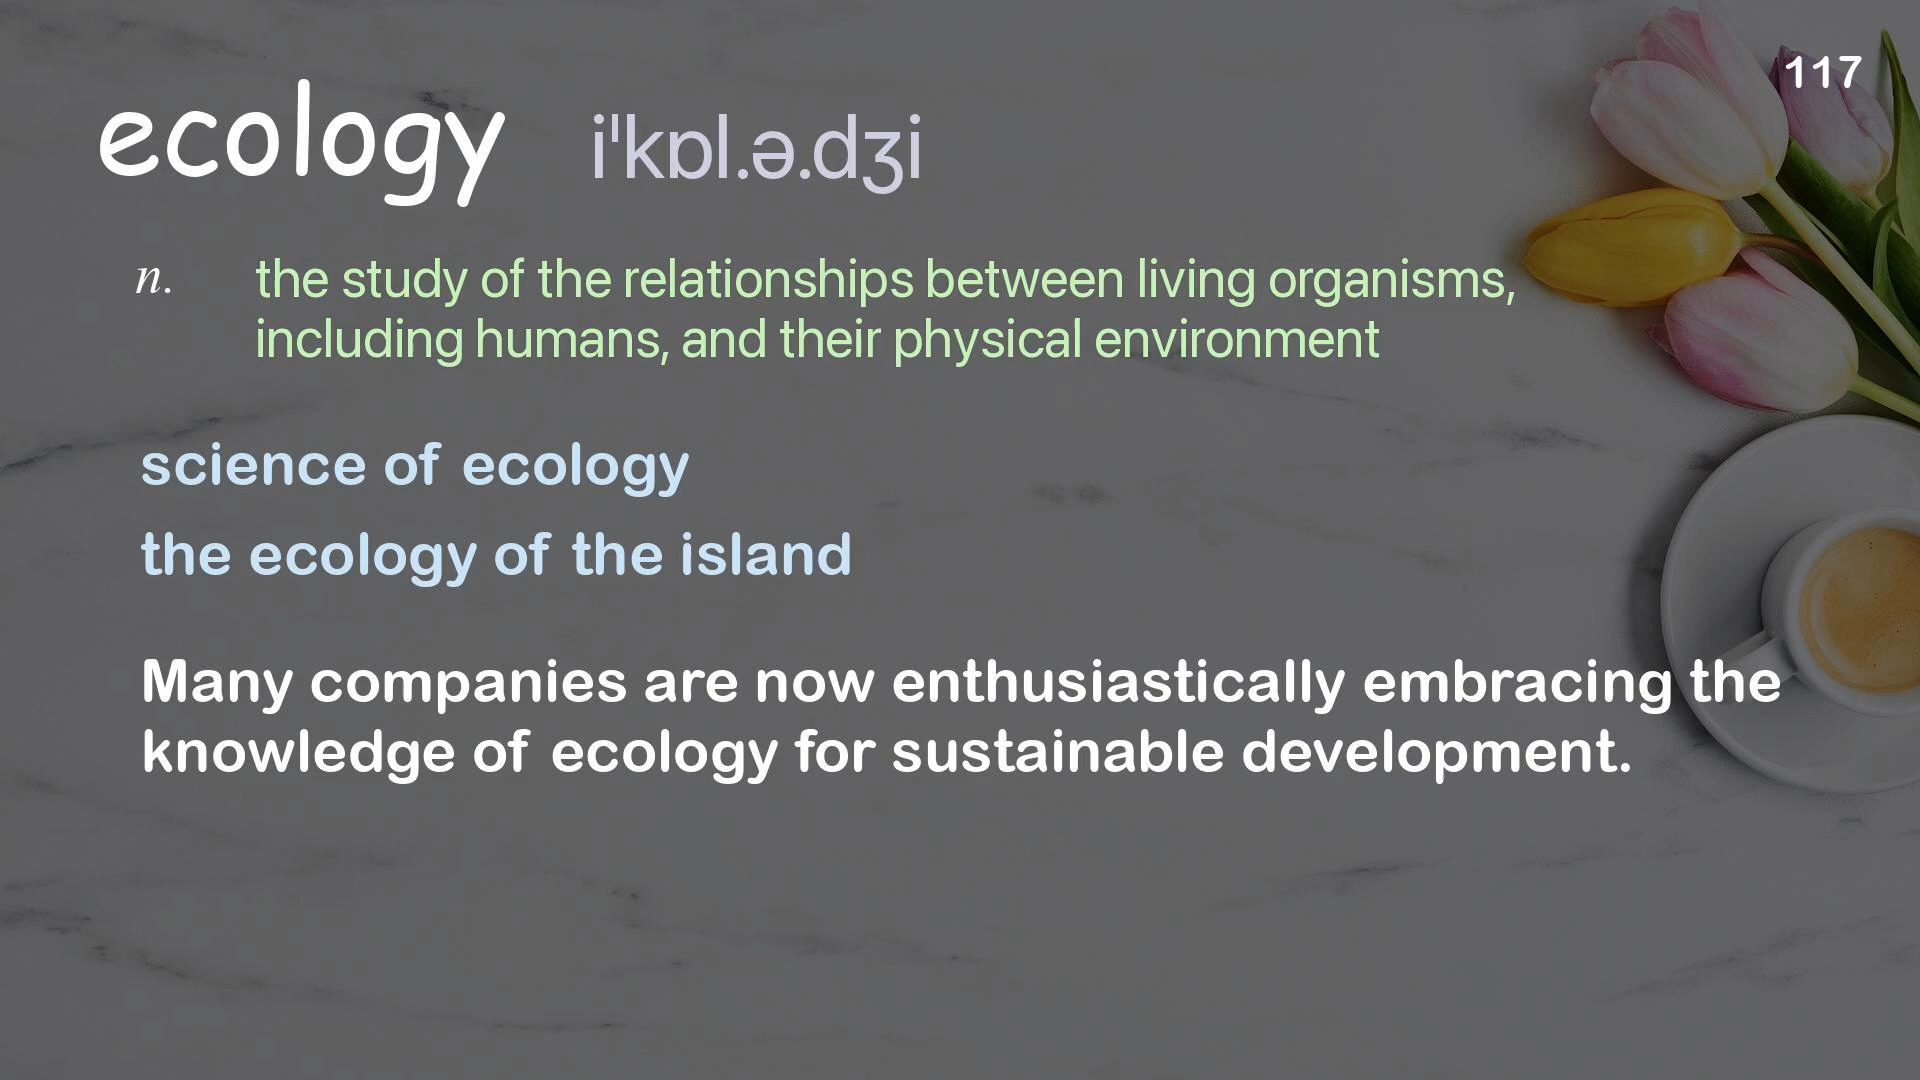 117
ecology iˈkɒl.ə.dʒi
n. the study of the relationships between living organisms,
including humans, and their physical environment
science of ecology
the ecology of the island
Many companies are now enthusiastically embracing the
knowledge of ecology for sustainable development.